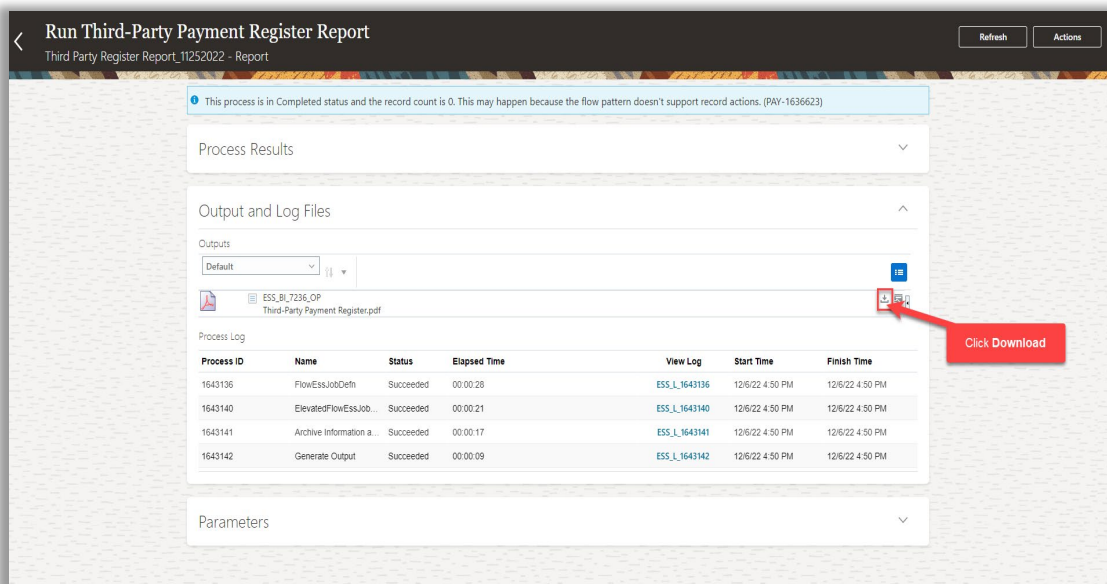 Run Third-Party Payment Register Report
Third Party Register Report_11252022 - Report
Refresh
Actions
This process is in Completed status and the record count is 0. This may happen because the flow pattern doesn't support record actions. (PAY-1636623)
Process Results
Output and Log Files
Outputs
Default
ESS_BI_7236_OP
Third-Party Payment Register.pdf
Click Download
Process Log
Process ID Name Status Elapsed Time View Log Start Time Finish Time
1643136 FlowEssJobDefn Succeeded 00:00:28 ESS_L_1643136 12/6/22 4:50 PM 12/6/22 4:50 PM
1643140 ElevatedFlowEssJob... Succeeded 00:00:21 ESS_L_1643140 12/6/22 4:50 PM 12/6/22 4:50 PM
1643141 Archive Information a... Succeeded 00:00:17 ESS_L_1643141 12/6/22 4:50 PM 12/6/22 4:50 PM
1643142 Generate Output Succeeded 00:00:09 ESS_L_1643142 12/6/22 4:50 PM 12/6/22 4:50 PM
Parameters